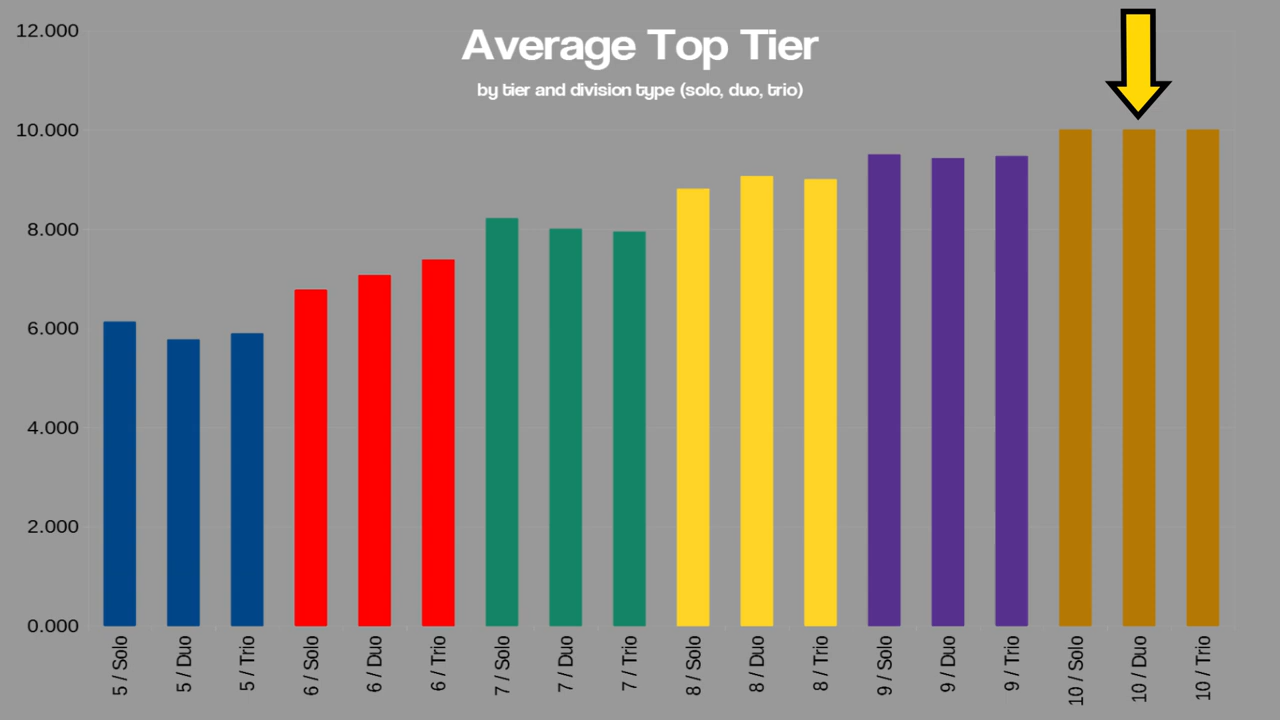 Average Top Tier
by tier and division type (solo, duo, trio)
12.000
10.000
8.000
6.000
4.000
2.000
0.000
5 / Solo
5 / Duo
5 / Trio
6 / Solo
6 / Duo
6 / Trio
7 / Solo
7 / Duo
7 / Trio
8 / Solo
8 / Duo
8 / Trio
9 / Solo
9 / Duo
9 / Trio
10 / Solo
10 / Duo
10 / Trio